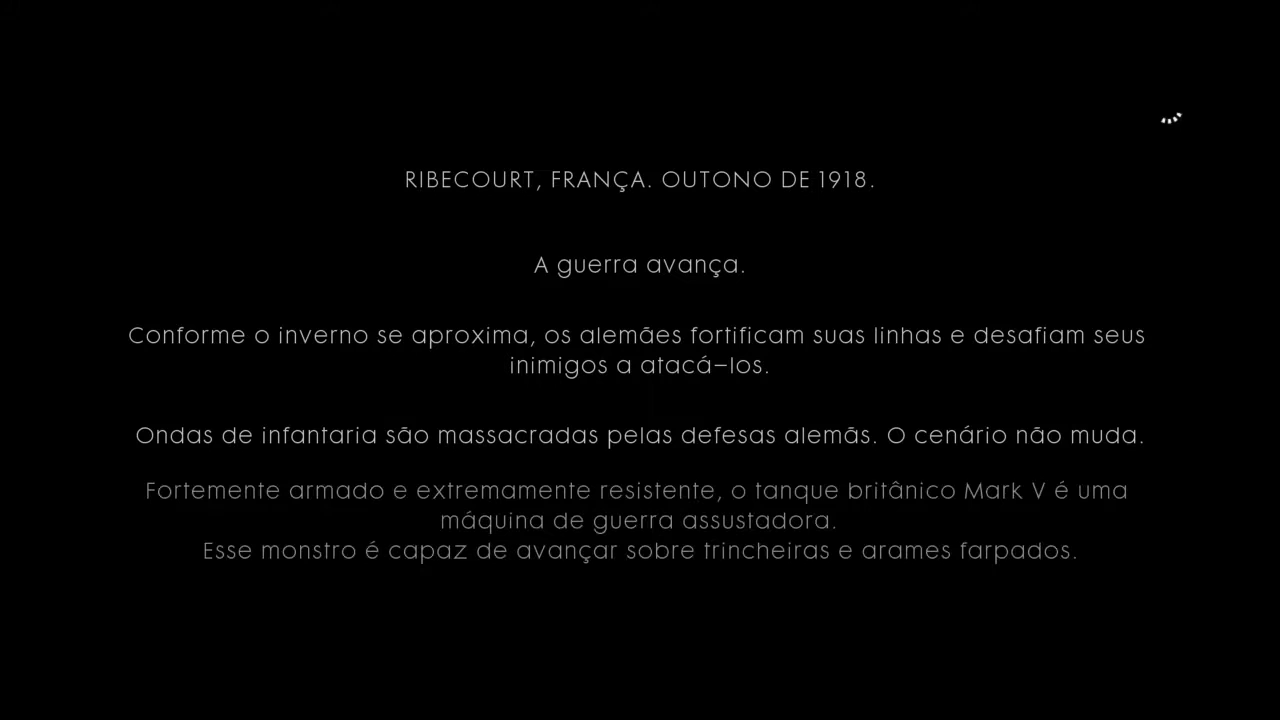 RIBECOURT, FRANÇA. OUTONO DE 1918.
A guerra avança.
Conforme o inverno se aproxima, os alemães fortificam suas linhas e desafiam seus
inimigos a atacá-los.
Ondas de infantaria são massacradas pelas defesas alemãs. O cenário não muda.
Fortemente armado e extremamente resistente, o tanque britânico Mark V é uma
máquina de guerra assustadora.
Esse monstro é capaz de avançar sobre trincheiras e arames farpados.